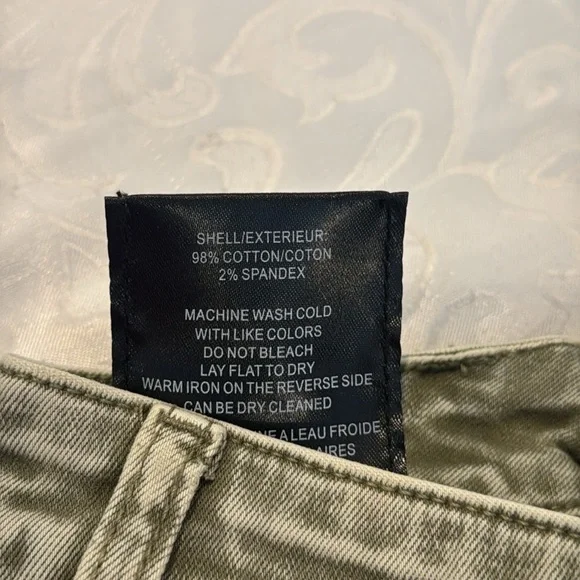 SHELL/EXTERIEUR:
98% COTTON/COTON
2% SPANDEX
MACHINE WASH COLD
WITH LIKE COLORS
DO NOT BLEACH
LAY FLAT TO DRY
WARM IRON ON THE REVERSE SIDE
CAN BE DRY CLEANED
A LEAU FROIDE